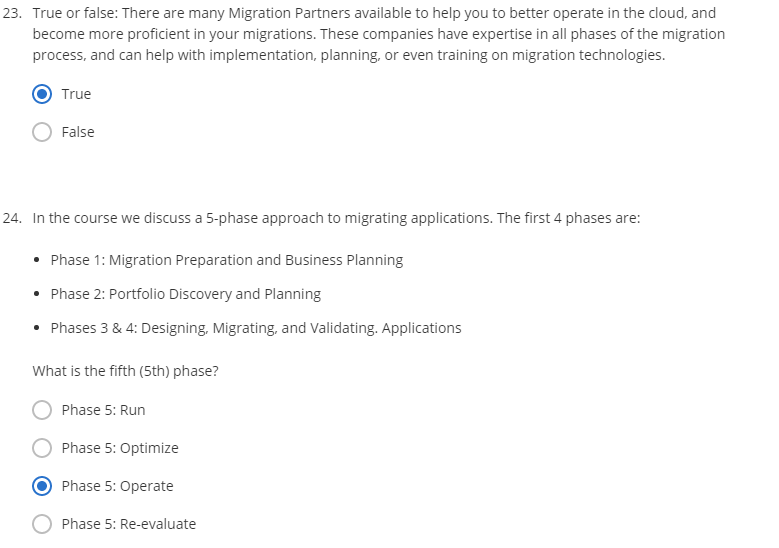 23. True or false: There are many Migration Partners available to help you to better operate in the cloud, and
become more proficient in your migrations. These companies have expertise in all phases of the migration
process, and can help with implementation, planning, or even training on migration technologies.
True
False
24. In the course we discuss a 5-phase approach to migrating applications. The first 4 phases are:
• Phase 1: Migration Preparation and Business Planning
• Phase 2: Portfolio Discovery and Planning
• Phases 3 & 4: Designing, Migrating, and Validating. Applications
What is the fifth (5th) phase?
Phase 5: Run
Phase 5: Optimize
Phase 5: Operate
Phase 5: Re-evaluate